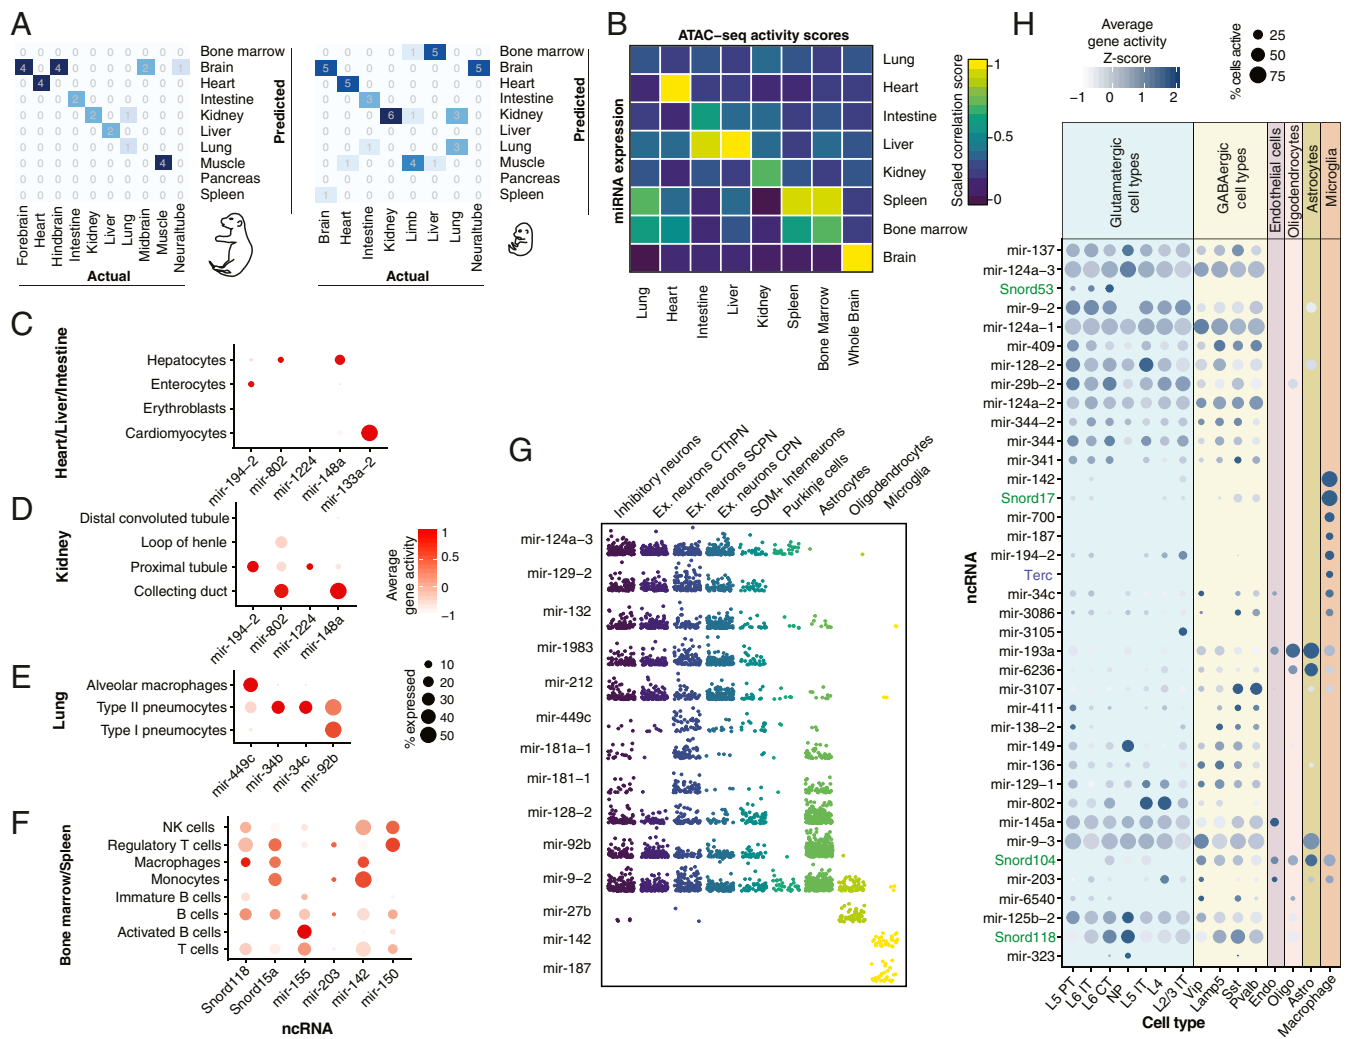 A
4 0 4 0 0 0 0 2 0 1
Bone marrow
Brain
Heart
Intestine
Kidney
Liver
Lung
Muscle
Pancreas
Spleen
Predicted
Forebrain
Heart
Hindbrain
Intestine
Kidney
Liver
Lung
Midbrain
Muscle
Neuraltube
Actual
Bone marrow
Brain
Heart
Intestine
Kidney
Liver
Lung
Muscle
Pancreas
Spleen
Predicted
Brain
Heart
Intestine
Kidney
Limb
Liver
Lung
Neuraltube
Actual
B
ATAC−seq activity scores
miRNA expression
Lung
Heart
Intestine
Liver
Kidney
Spleen
Bone marrow
Brain
Lung
Heart
Intestine
Liver
Kidney
Spleen
Bone Marrow
Whole Brain
Scaled correlation score
1
0.5
0
C
Heart/Liver/Intestine
Hepatocytes
Enterocytes
Erythroblasts
Cardiomyocytes
mir−194−2
mir−802
mir−1224
mir−148a
mir−133a−2
D
Kidney
Distal convoluted tubule
Loop of henle
Proximal tubule
Collecting duct
mir−194−2
mir−802
mir−1224
mir−148a
Average
gene activity
1
0.5
0
−1
E
Lung
Alveolar macrophages
Type II pneumocytes
Type I pneumocytes
mir−449c
mir−34b
mir−34c
mir−92b
% expressed
10
20
30
40
50
F
Bone marrow/Spleen
NK cells
Regulatory T cells
Macrophages
Monocytes
Immature B cells
B cells
Activated B cells
T cells
Snord118
Snord15a
mir−155
mir−203
mir−142
mir−150
ncRNA
G
Inhibitory neurons
Ex. neurons CThPN
Ex. neurons SCPN
Ex. neurons CPN
SOM+ Interneurons
Purkinje cells
Astrocytes
Oligodendrocytes
Microglia
mir−124a−3
mir−129−2
mir−132
mir−1983
mir−212
mir−449c
mir−181a−1
mir−181−1
mir−128−2
mir−92b
mir−9−2
mir−27b
mir−142
mir−187
H
Average
gene activity
Z−score
−1 0 1 2
% cells active
25
50
75
Glutamatergic
cell types
GABAergic
cell types
Endothelial cells
Oligodendrocytes
Astrocytes
Microglia
ncRNA
mir−137
mir−124a−3
Snord53
mir−9−2
mir−124a−1
mir−409
mir−128−2
mir−29b−2
mir−124a−2
mir−344−2
mir−344
mir−341
mir−142
Snord17
mir−700
mir−187
mir−194−2
Terc
mir−34c
mir−3086
mir−3105
mir−193a
mir−6236
mir−3107
mir−411
mir−138−2
mir−149
mir−136
mir−129−1
mir−802
mir−145a
mir−9−3
Snord104
mir−203
mir−6540
mir−125b−2
Snord118
mir−323
L5 PT
L6 IT
L6 CT
NP
L5 IT
L4
L2/3 IT
Vip
Lamp5
Sst
Pvalb
Endo
Oligo
Astro
Macrophage
Cell type